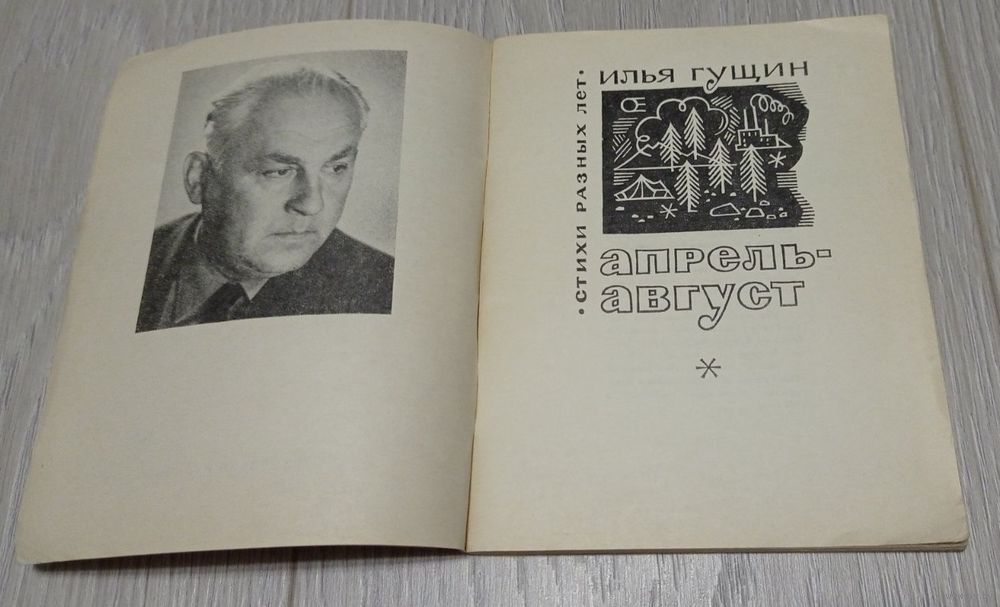 ИЛЬЯ ГУЩИН
• СТИХИ РАЗНЫХ ЛЕТ •
апрель-
август